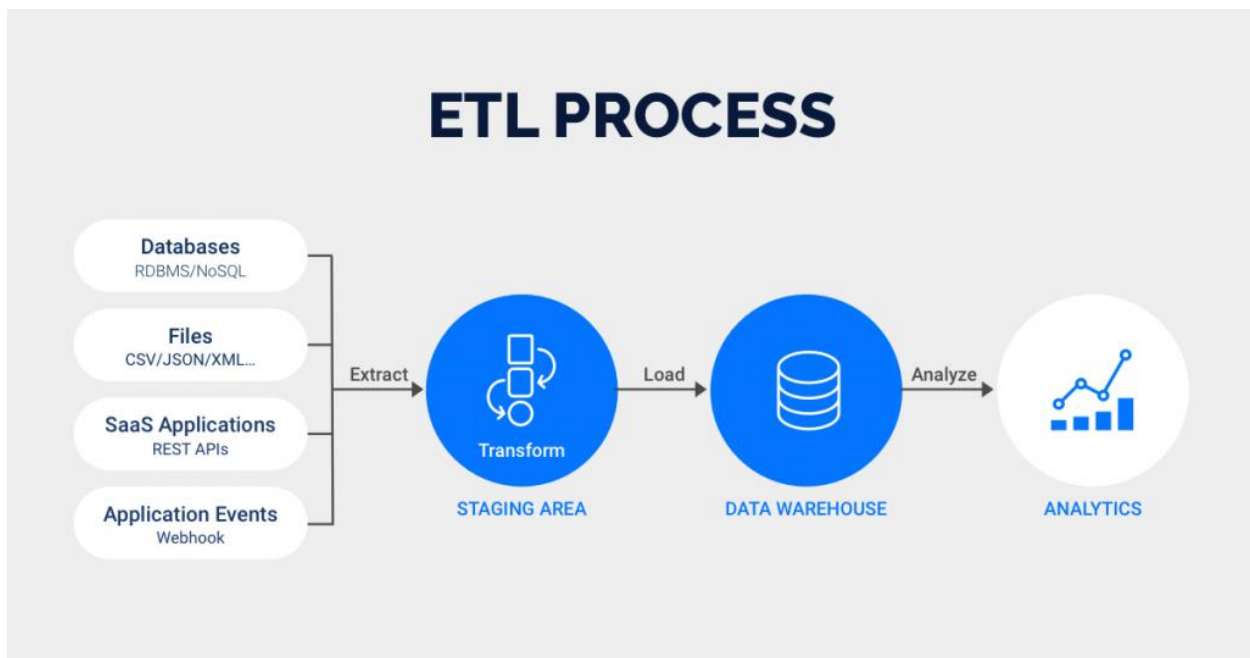 ETL PROCESS
Databases
RDBMS/NoSQL
Files
CSV/JSON/XML...
SaaS Applications
REST APIs
Application Events
Webhook
Extract
Transform
STAGING AREA
Load
DATA WAREHOUSE
Analyze
ANALYTICS